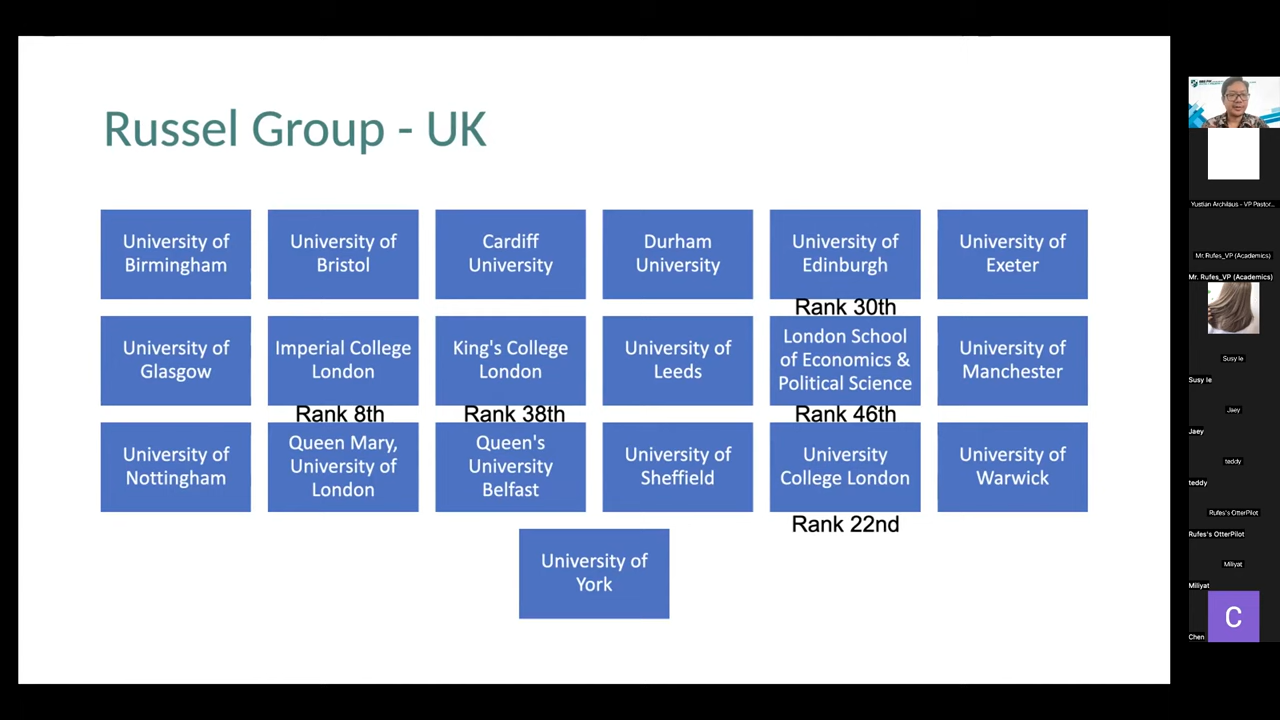 Russel Group - UK
University of
Birmingham
University of
Bristol
Cardiff
University
Durham
University
University of
Edinburgh
University of
Exeter
Rank 30th
University of
Glasgow
Imperial College
London
King's College
London
University of
Leeds
London School
of Economics &
Political Science
University of
Manchester
Rank 8th
Rank 38th
Rank 46th
University of
Nottingham
Queen Mary,
University of
London
Queen's
University
Belfast
University of
Sheffield
University
College London
University of
Warwick
Rank 22nd
University of
York
Yustian Archilaus - VP Pastor...
Mr. Rufes_VP (Academics)
Mr. Rufes_VP (Academics)
Susy le
Susy le
Jaey
Jaey
teddy
teddy
Rufes's OtterPilot
Rufes's OtterPilot
Miliyat
Miliyat
C
Chen